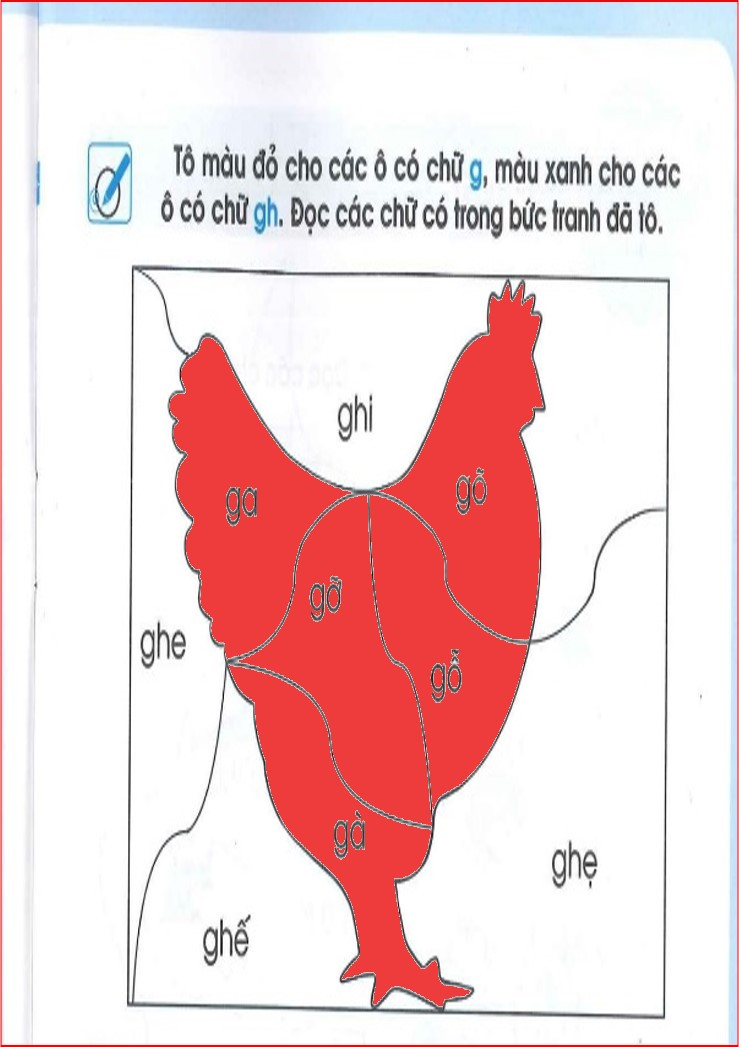 Tô màu đỏ cho các ô có chữ g, màu xanh cho các
ô có chữ gh. Đọc các chữ có trong bức tranh đã tô.
ghi
ga
gõ
gỡ
ghe
gỗ
gà
ghẹ
ghế